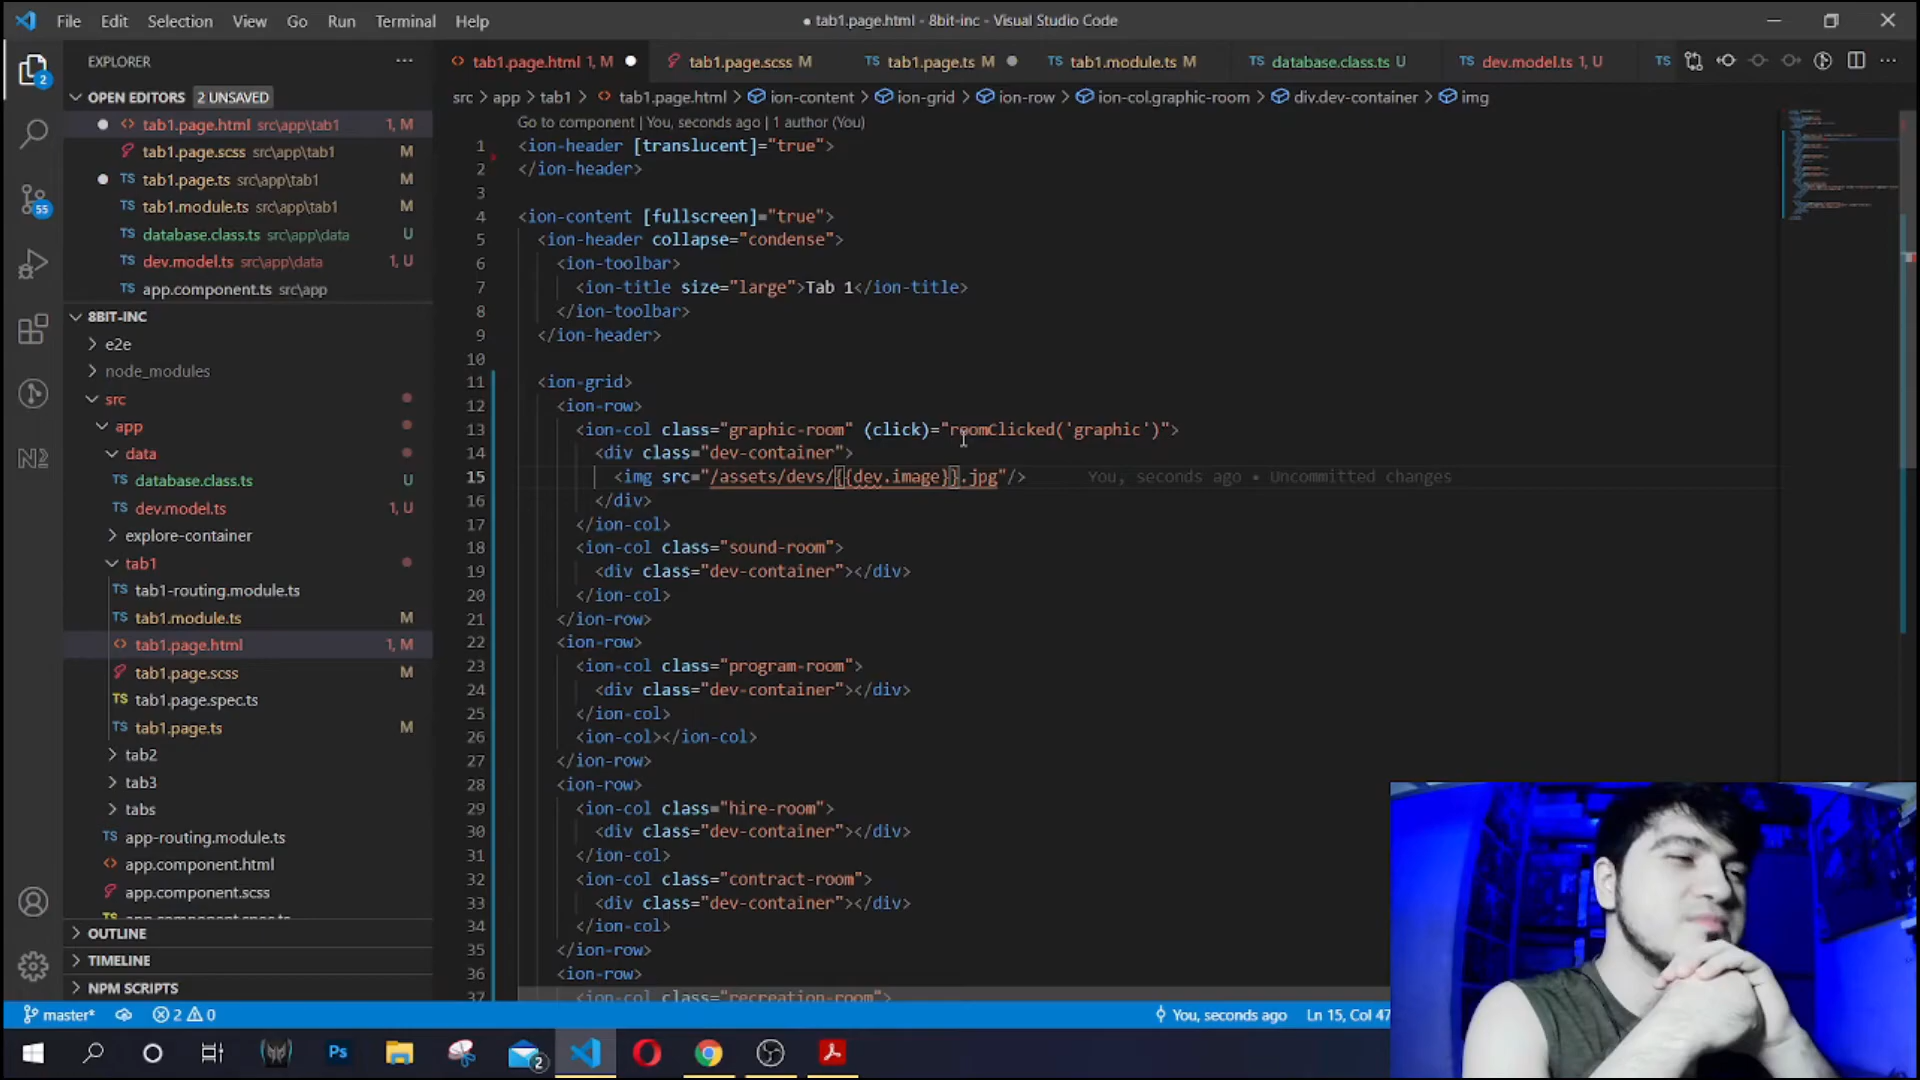 File Edit Selection View Go Run Terminal Help
● tab1.page.html - 8bit-inc - Visual Studio Code
EXPLORER
OPEN EDITORS 2 UNSAVED
tab1.page.html src\app\tab1 1, M
tab1.page.scss src\app\tab1 M
TS tab1.page.ts src\app\tab1 M
TS tab1.module.ts src\app\tab1 M
TS database.class.ts src\app\data U
TS dev.model.ts src\app\data 1, U
app.component.ts src\app
8BIT-INC
e2e
node_modules
src
app
data
TS database.class.ts U
TS dev.model.ts 1, U
explore-container
tab1
TS tab1-routing.module.ts
TS tab1.module.ts M
<> tab1.page.html 1, M
tab1.page.scss M
TS tab1.page.spec.ts
TS tab1.page.ts M
tab2
tab3
tabs
TS app-routing.module.ts
<> app.component.html
app.component.scss
TS app.component.spec.ts
OUTLINE
TIMELINE
NPM SCRIPTS
2
55
<> tab1.page.html 1, M tab1.page.scss M TS tab1.page.ts M TS tab1.module.ts M TS database.class.ts U TS dev.model.ts 1, U TS
src > app > tab1 > <> tab1.page.html > ion-content > ion-grid > ion-row > ion-col.graphic-room > div.dev-container > img
Go to component | You, seconds ago | 1 author (You)
1 <ion-header [translucent]="true">
2 </ion-header>
3
4 <ion-content [fullscreen]="true">
5 <ion-header collapse="condense">
6 <ion-toolbar>
7 <ion-title size="large">Tab 1</ion-title>
8 </ion-toolbar>
9 </ion-header>
10
11 <ion-grid>
12 <ion-row>
13 <ion-col class="graphic-room" (click)="roomClicked('graphic')">
14 <div class="dev-container">
15 <img src="/assets/devs/{{dev.image}}.jpg"/> You, seconds ago • Uncommitted changes
16 </div>
17 </ion-col>
18 <ion-col class="sound-room">
19 <div class="dev-container"></div>
20 </ion-col>
21 </ion-row>
22 <ion-row>
23 <ion-col class="program-room">
24 <div class="dev-container"></div>
25 </ion-col>
26 <ion-col></ion-col>
27 </ion-row>
28 <ion-row>
29 <ion-col class="hire-room">
30 <div class="dev-container"></div>
31 </ion-col>
32 <ion-col class="contract-room">
33 <div class="dev-container"></div>
34 </ion-col>
35 </ion-row>
36 <ion-row>
37 <ion-col class="recreation-room">
master* 2 0 You, seconds ago Ln 15, Col 47
Ps 2